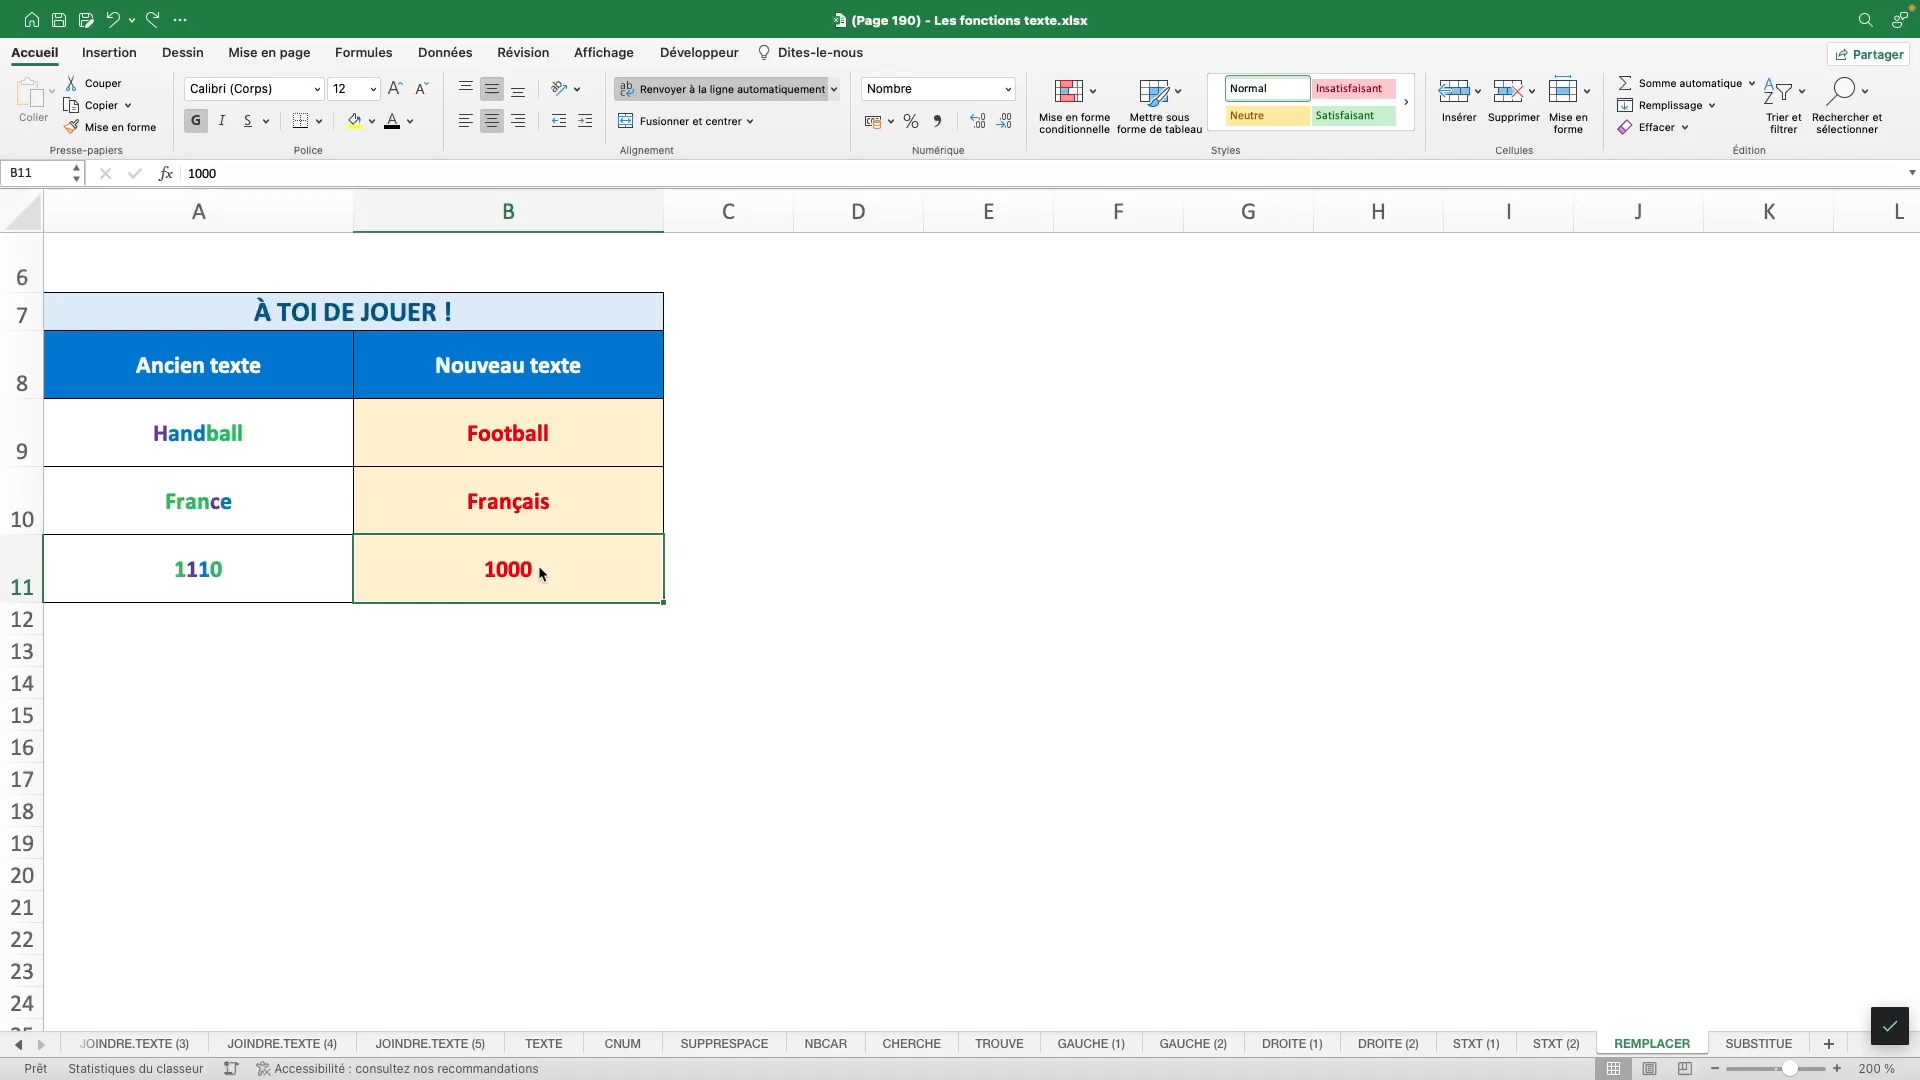 (Page 190) - Les fonctions texte.xlsx
Accueil Insertion Dessin Mise en page Formules Données Révision Affichage Développeur Dites-le-nous Partager
Coller
Couper
Copier
Mise en forme
Presse-papiers
Calibri (Corps) 12
G I S
Police
Renvoyer à la ligne automatiquement
Fusionner et centrer
Alignement
Nombre
Numérique
Mise en forme conditionnelle
Mettre sous forme de tableau
Normal Insatisfaisant
Neutre Satisfaisant
Styles
Insérer Supprimer Mise en forme
Cellules
Somme automatique
Remplissage
Effacer
Trier et filtrer
Rechercher et sélectionner
Édition
B11 fx 1000
A B C D E F G H I J K L
6
7 À TOI DE JOUER !
8 Ancien texte Nouveau texte
9 Handball Football
10 France Français
11 1110 1000
12
13
14
15
16
17
18
19
20
21
22
23
24
JOINDRE.TEXTE (3) JOINDRE.TEXTE (4) JOINDRE.TEXTE (5) TEXTE CNUM SUPPRESPACE NBCAR CHERCHE TROUVE GAUCHE (1) GAUCHE (2) DROITE (1) DROITE (2) STXT (1) STXT (2) REMPLACER SUBSTITUE
Prêt Statistiques du classeur Accessibilité : consultez nos recommandations 200 %